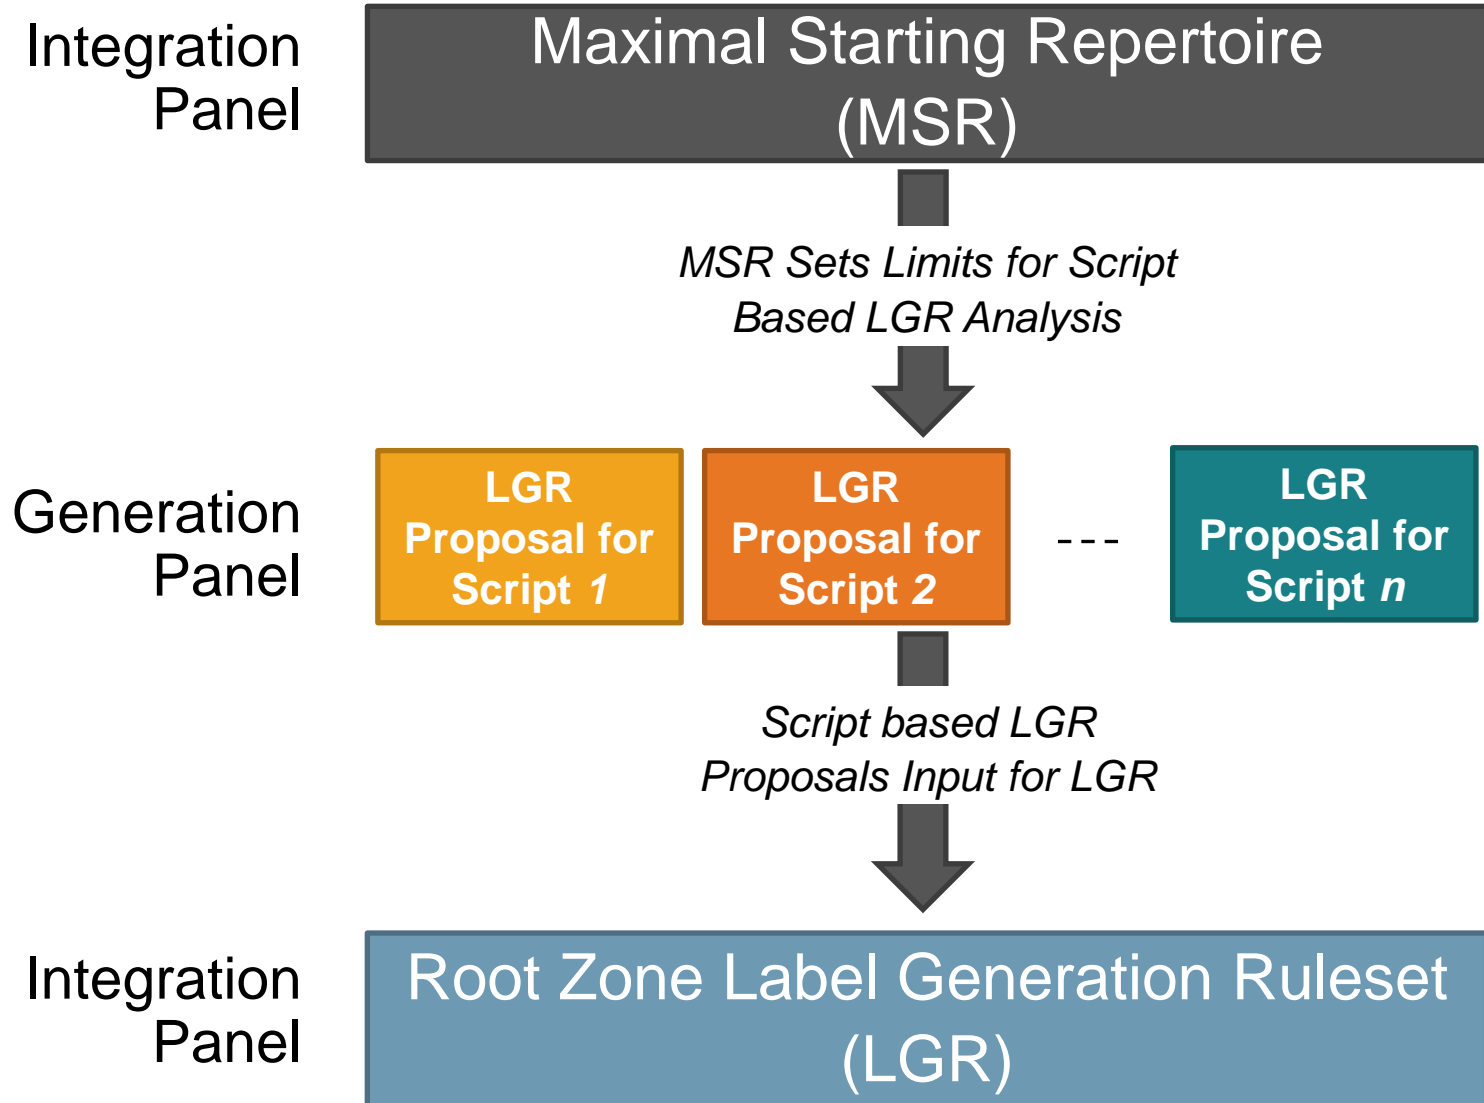 Integration
Panel
Maximal Starting Repertoire
(MSR)
MSR Sets Limits for Script
Based LGR Analysis
Generation
Panel
LGR
Proposal for
Script 1
LGR
Proposal for
Script 2
---
LGR
Proposal for
Script n
Script based LGR
Proposals Input for LGR
Integration
Panel
Root Zone Label Generation Ruleset
(LGR)